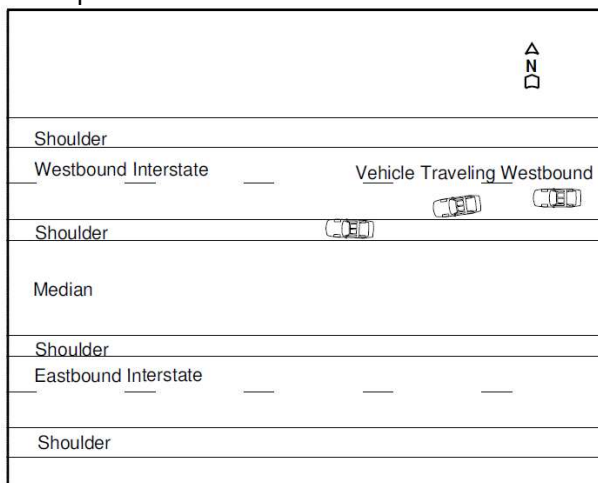 N
Shoulder
Westbound Interstate
Vehicle Traveling Westbound
Shoulder
Median
Shoulder
Eastbound Interstate
Shoulder